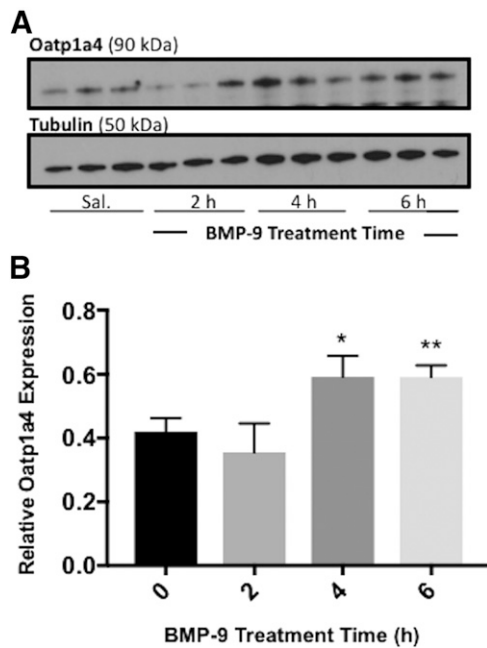 A
Oatp1a4 (90 kDa)
Tubulin (50 kDa)
Sal. 2 h 4 h 6 h
BMP-9 Treatment Time
B
Relative Oatp1a4 Expression
0.8
0.6
0.4
0.2
0.0
* **
0 2 4 6
BMP-9 Treatment Time (h)